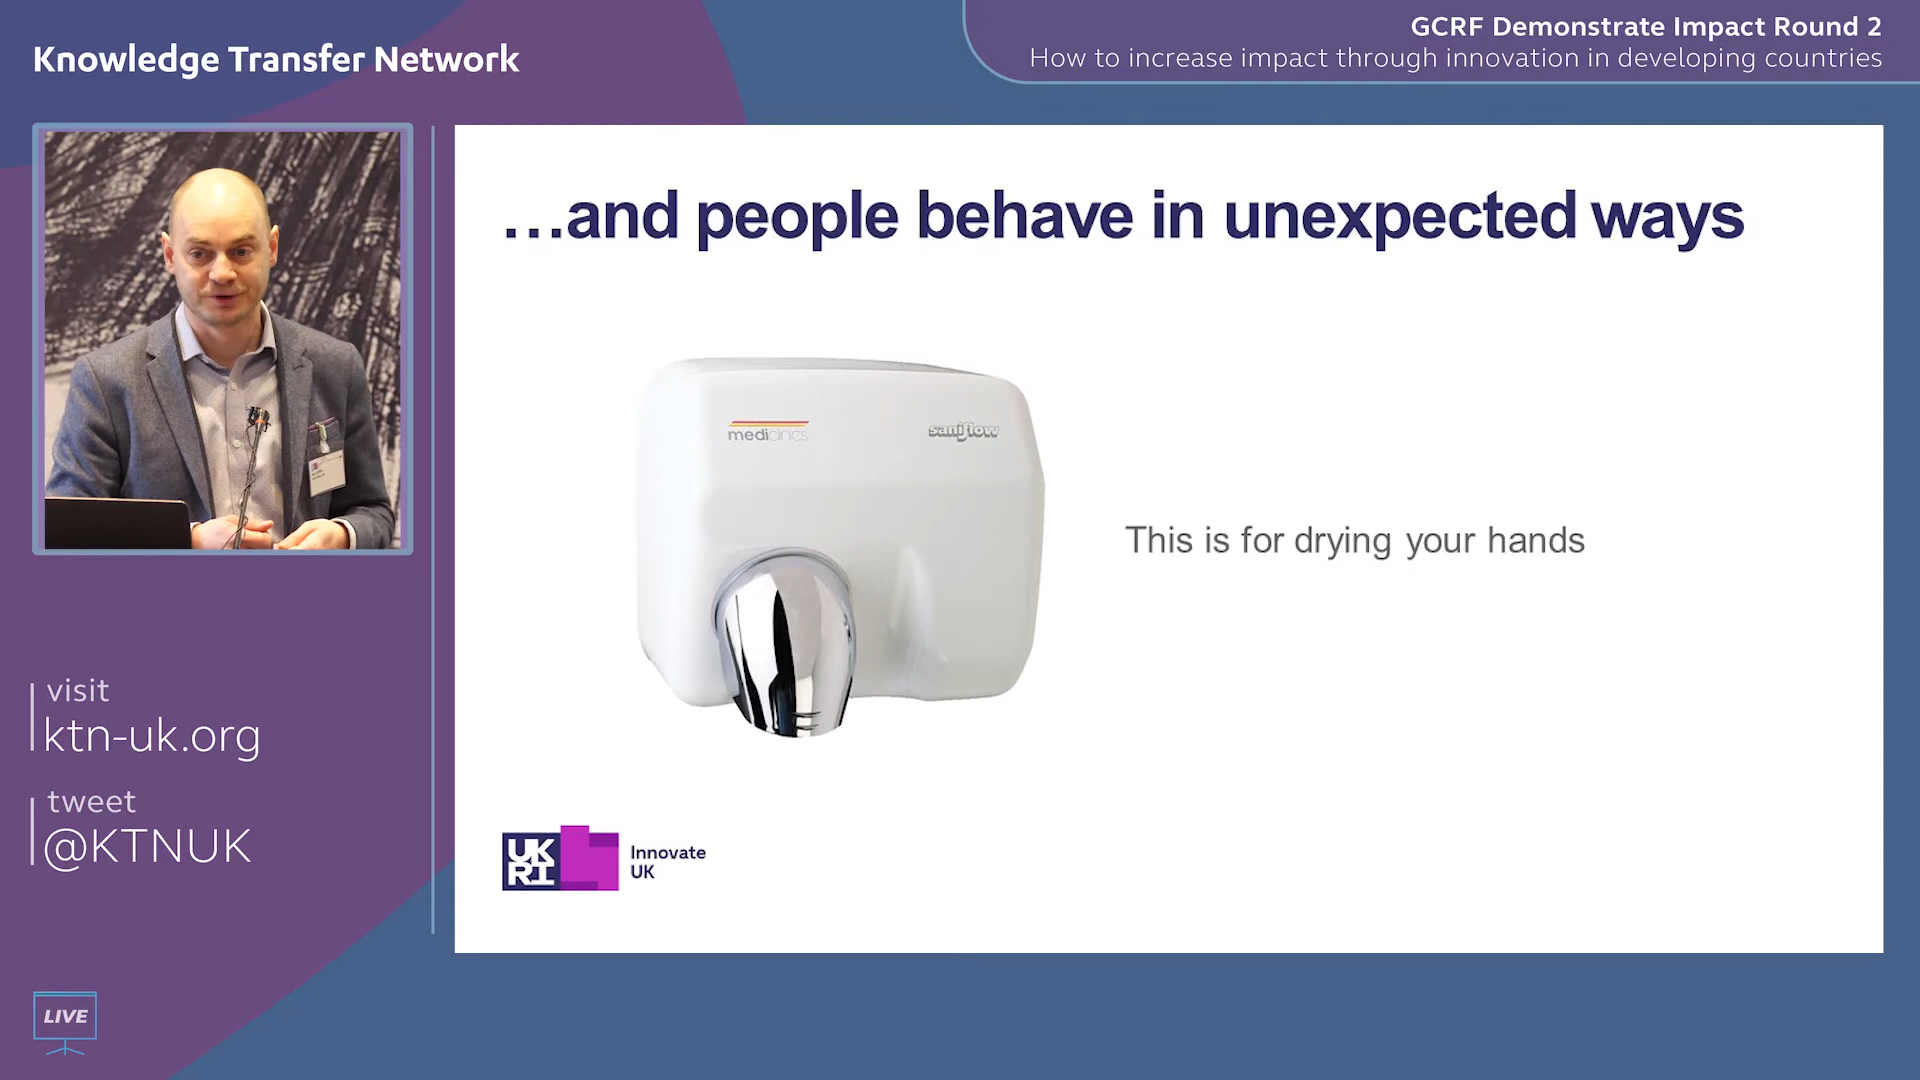 Knowledge Transfer Network
GCRF Demonstrate Impact Round 2
How to increase impact through innovation in developing countries
...and people behave in unexpected ways
mediclinics
saniflow
This is for drying your hands
visit
ktn-uk.org
tweet
@KTNUK
UK
RI
Innovate
UK
LIVE